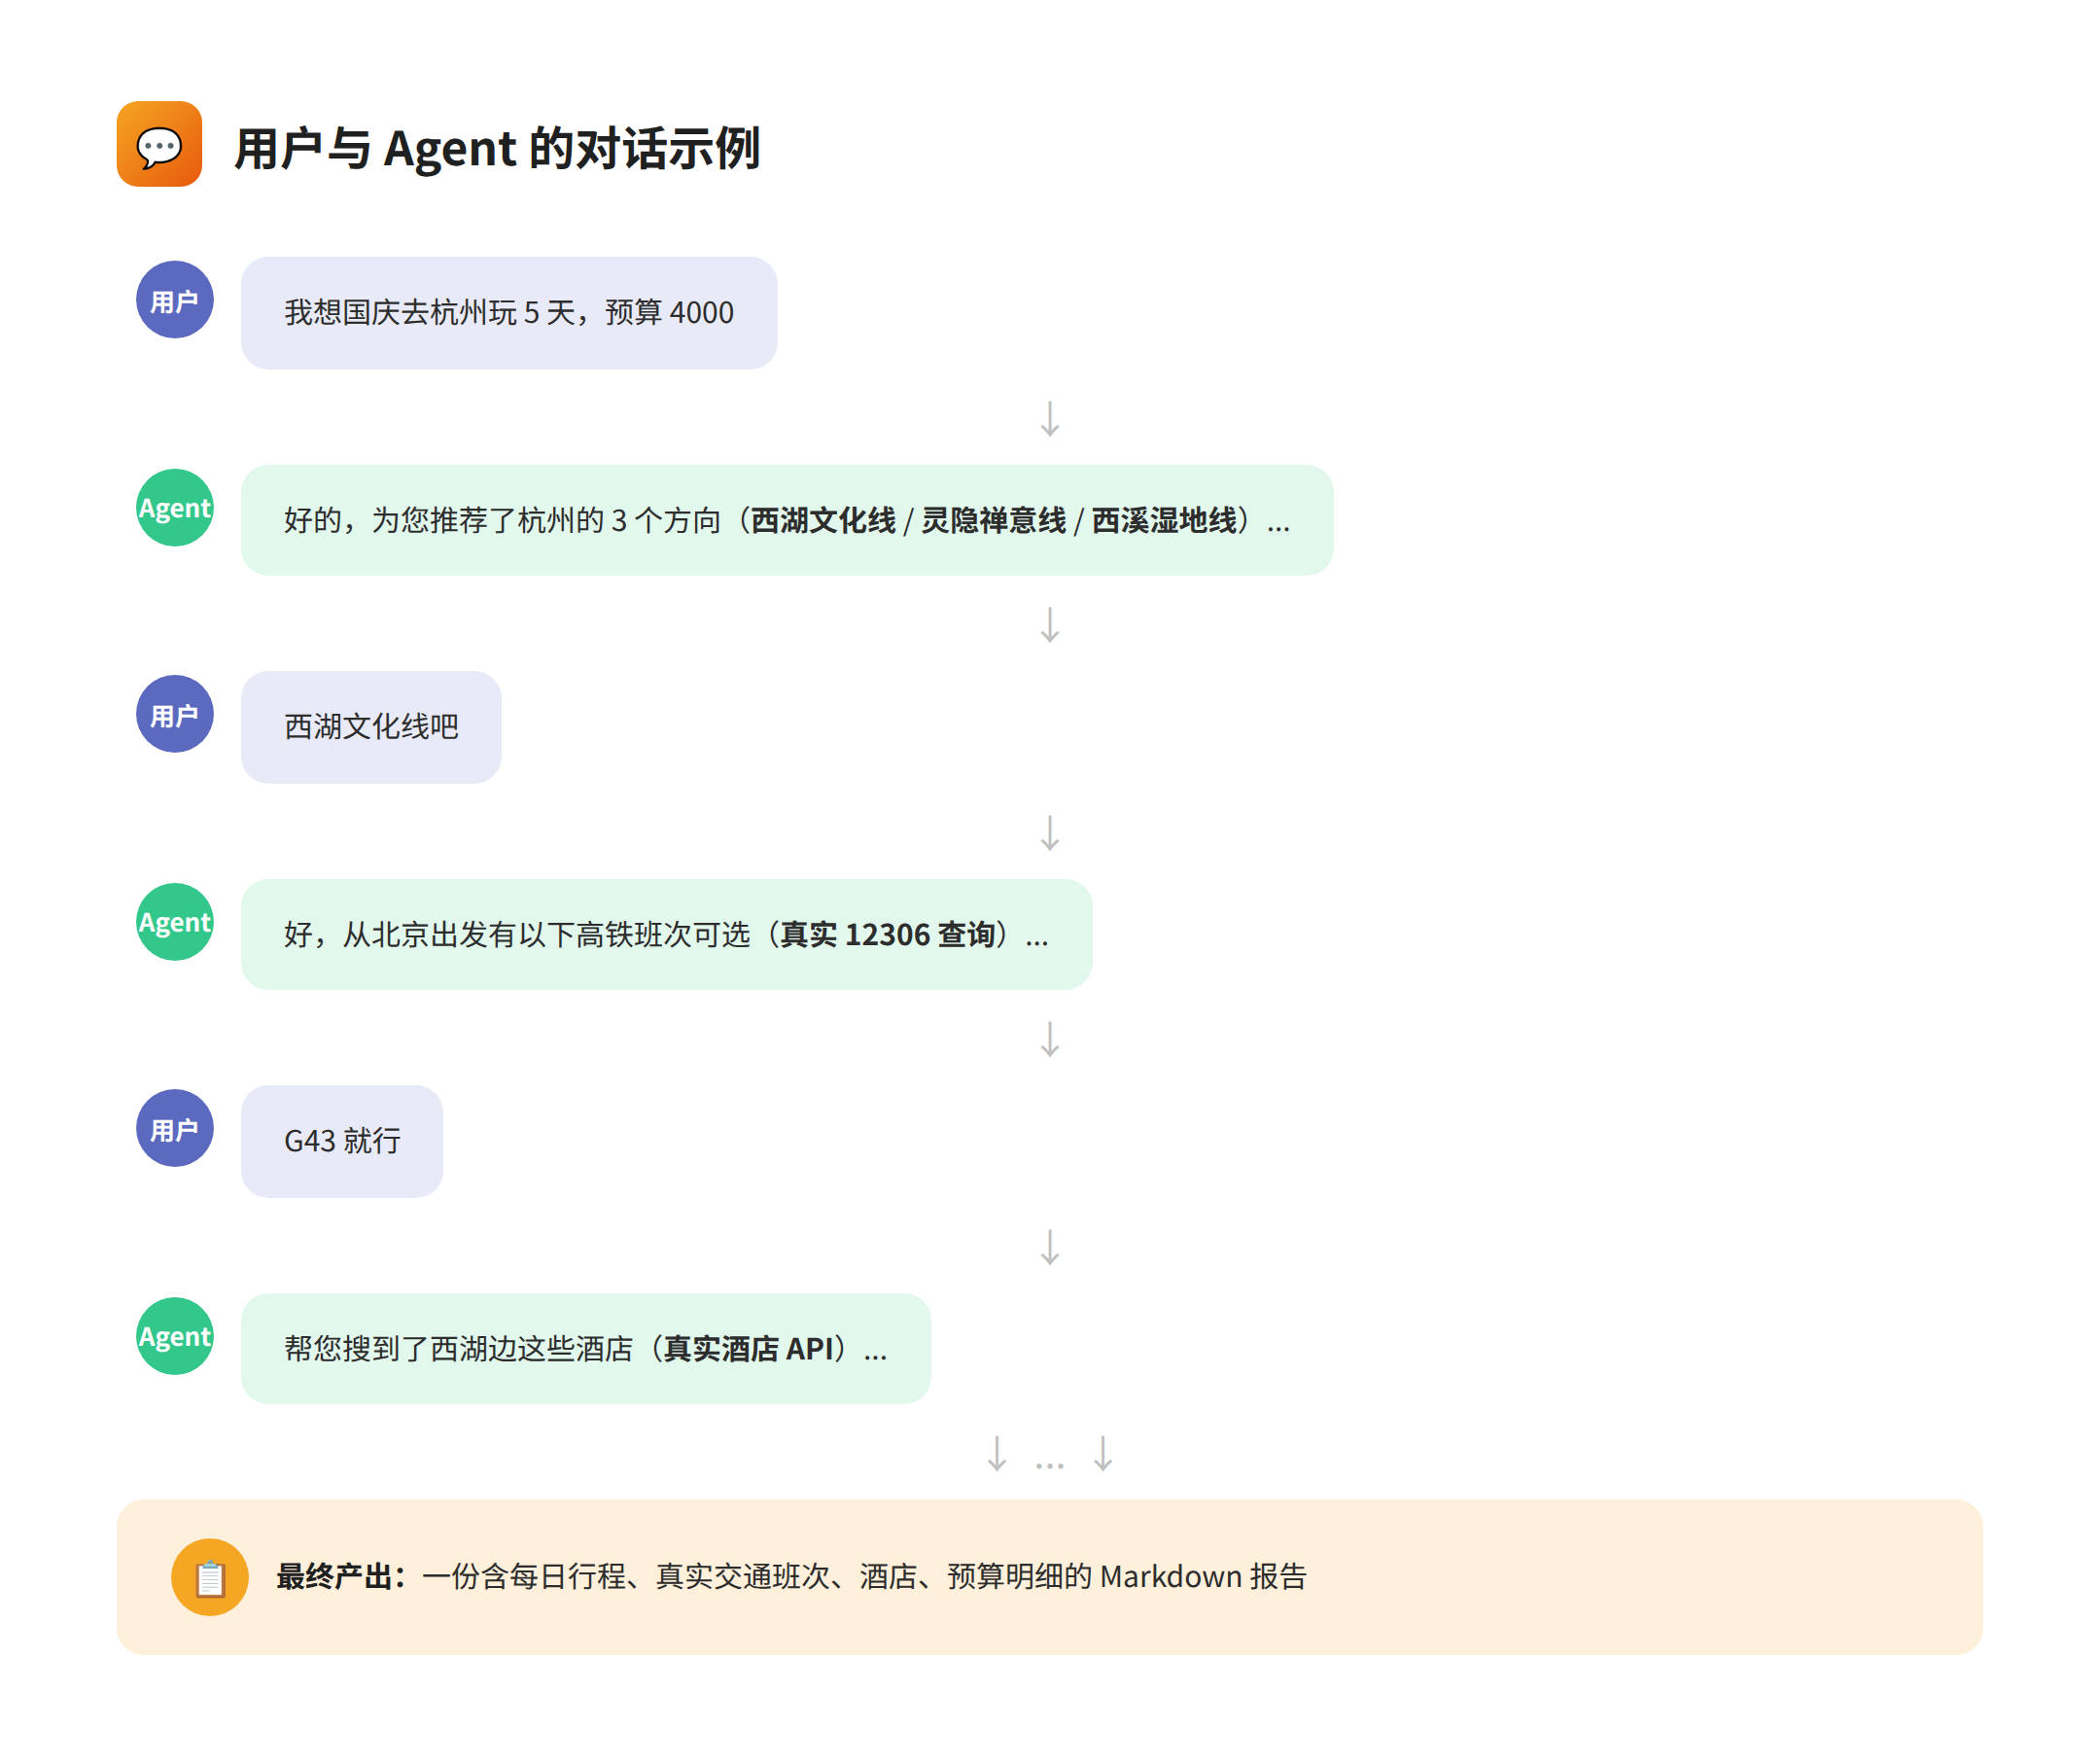 用户与 Agent 的对话示例
用户
我想国庆去杭州玩 5 天，预算 4000
↓
Agent
好的，为您推荐了杭州的 3 个方向（西湖文化线 / 灵隐禅意线 / 西溪湿地线）...
↓
用户
西湖文化线吧
↓
Agent
好，从北京出发有以下高铁班次可选（真实 12306 查询）...
↓
用户
G43 就行
↓
Agent
帮您搜到了西湖边这些酒店（真实酒店 API）...
↓ ... ↓
最终产出：一份含每日行程、真实交通班次、酒店、预算明细的 Markdown 报告